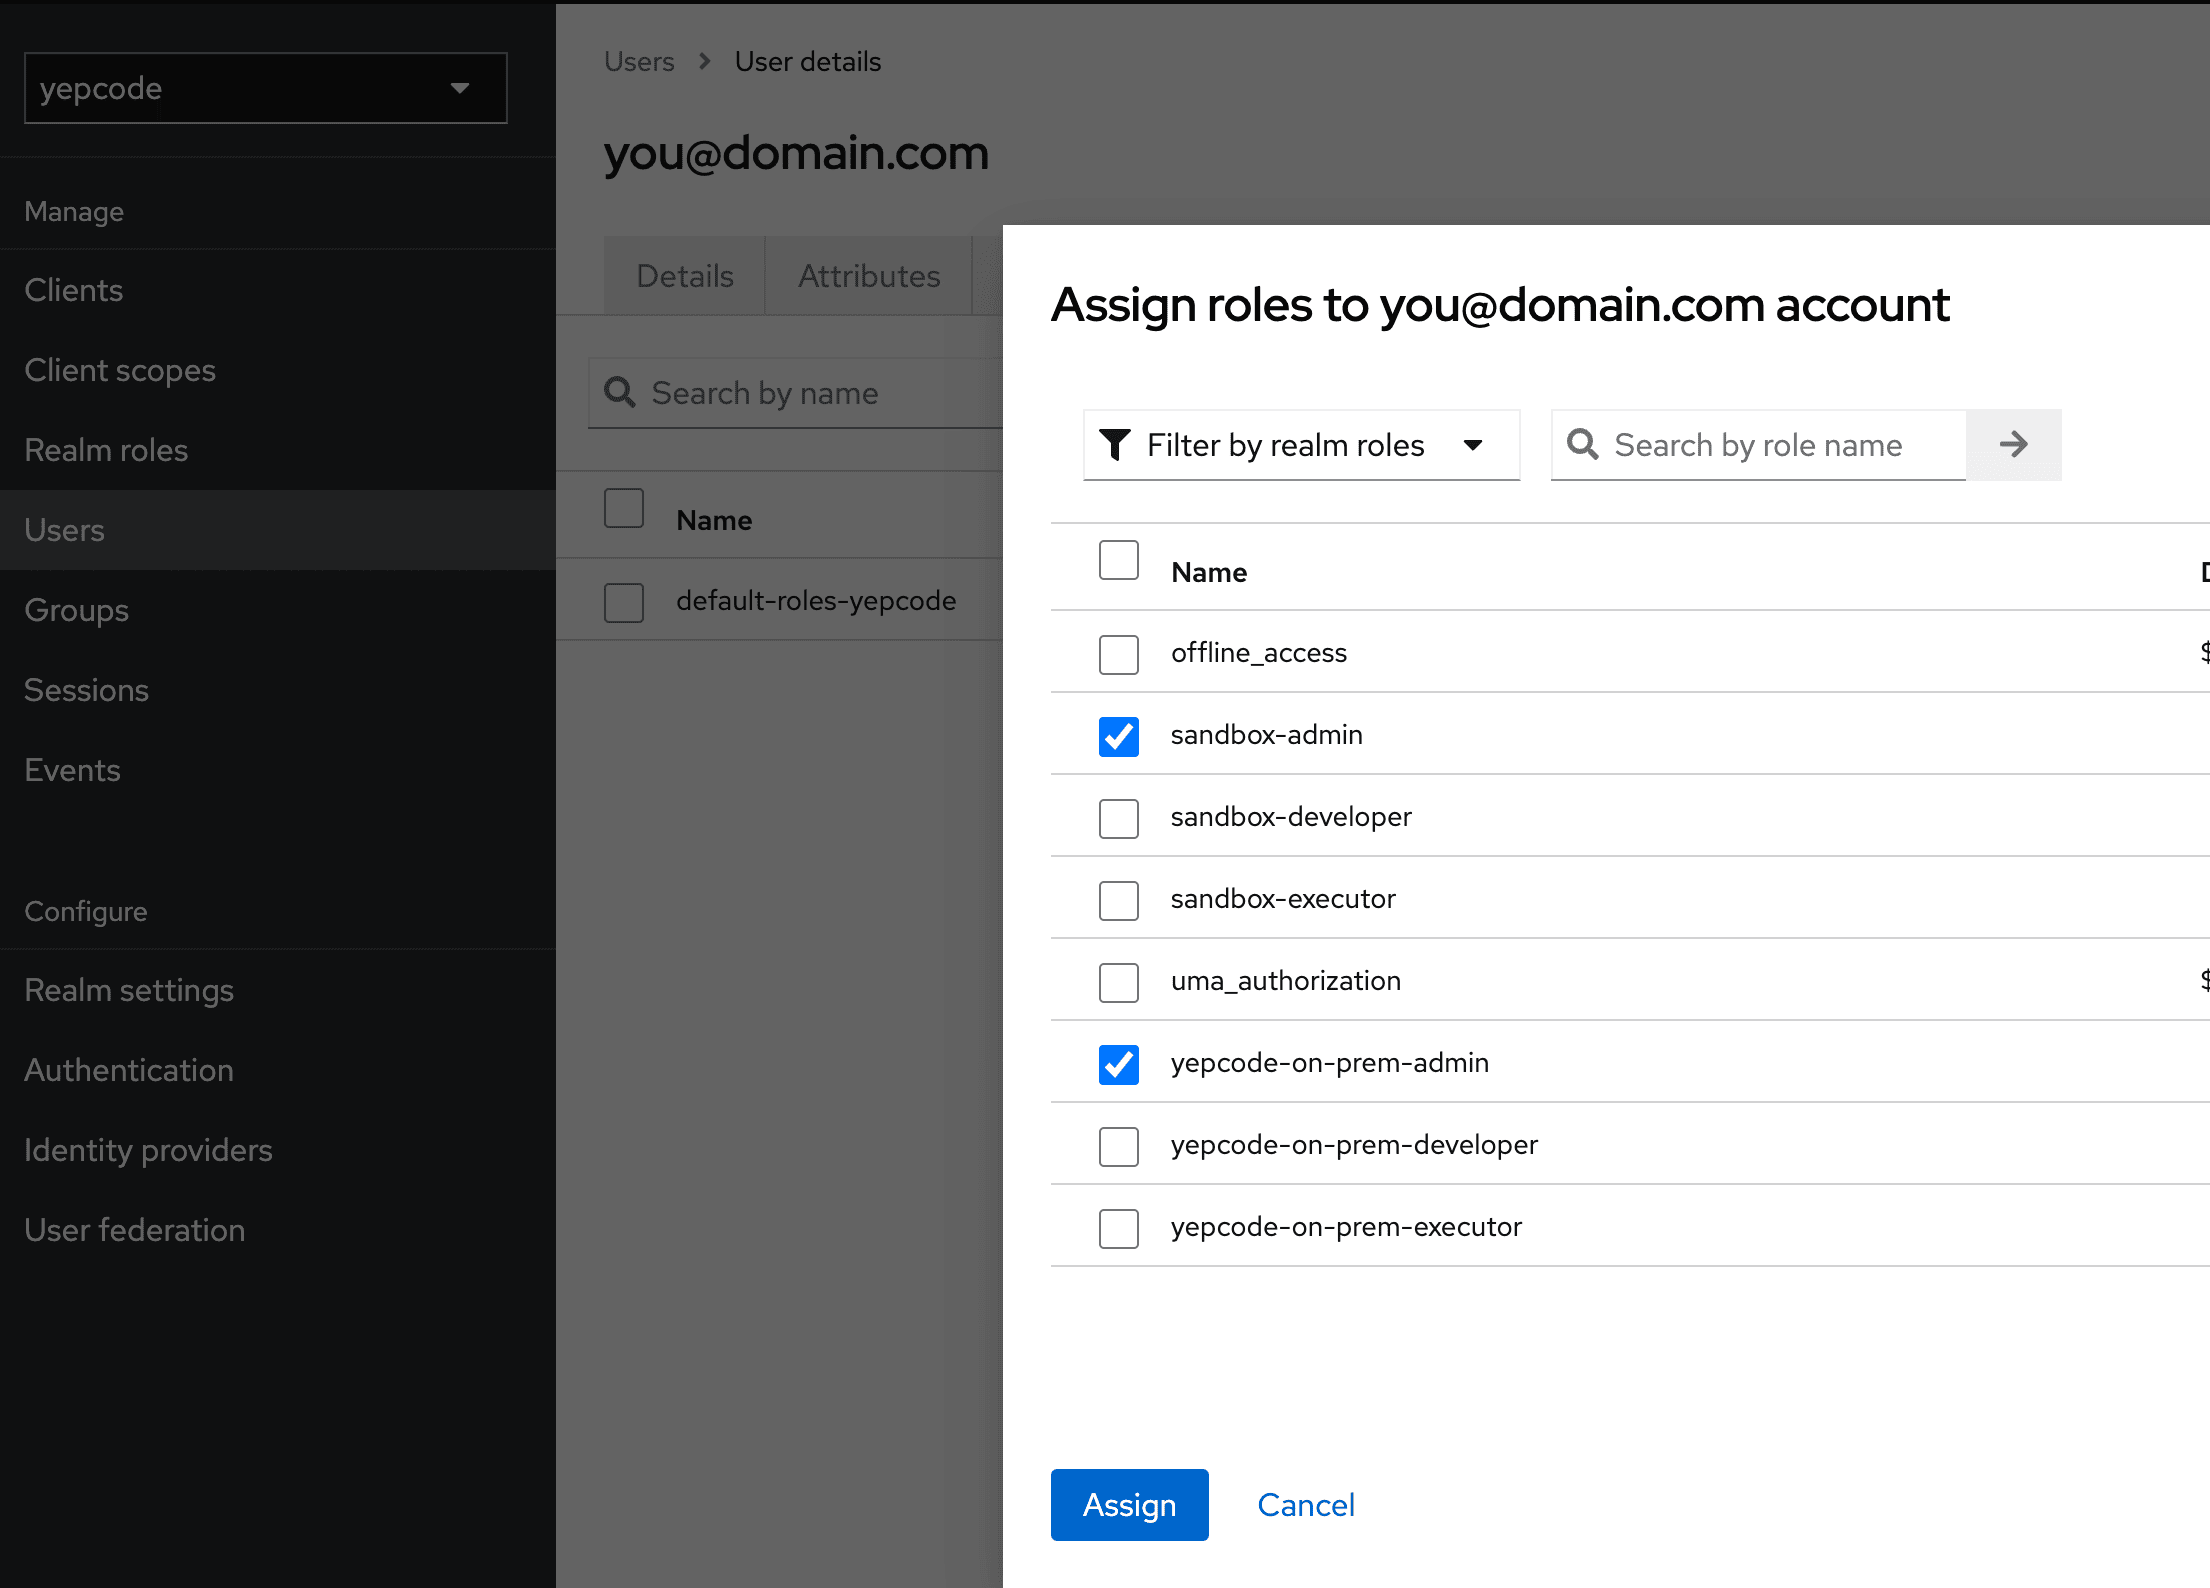 yepcode
Manage
Clients
Client scopes
Realm roles
Users
Groups
Sessions
Events
Configure
Realm settings
Authentication
Identity providers
User federation
Users > User details
you@domain.com
Details
Attributes
Search by name
Name
default-roles-yepcode
Assign roles to you@domain.com account
Filter by realm roles
Search by role name
Name
offline_access
$
sandbox-admin
sandbox-developer
sandbox-executor
uma_authorization
$
yepcode-on-prem-admin
yepcode-on-prem-developer
yepcode-on-prem-executor
Assign
Cancel